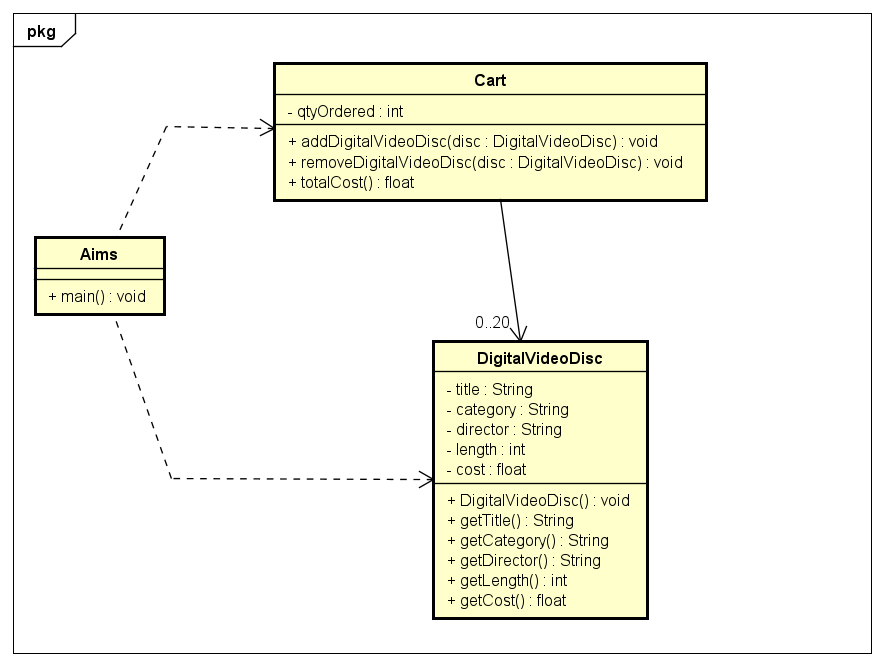 pkg
Cart
- qtyOrdered : int
+ addDigitalVideoDisc(disc : DigitalVideoDisc) : void
+ removeDigitalVideoDisc(disc : DigitalVideoDisc) : void
+ totalCost() : float
Aims
+ main() : void
0..20
DigitalVideoDisc
- title : String
- category : String
- director : String
- length : int
- cost : float
+ DigitalVideoDisc() : void
+ getTitle() : String
+ getCategory() : String
+ getDirector() : String
+ getLength() : int
+ getCost() : float